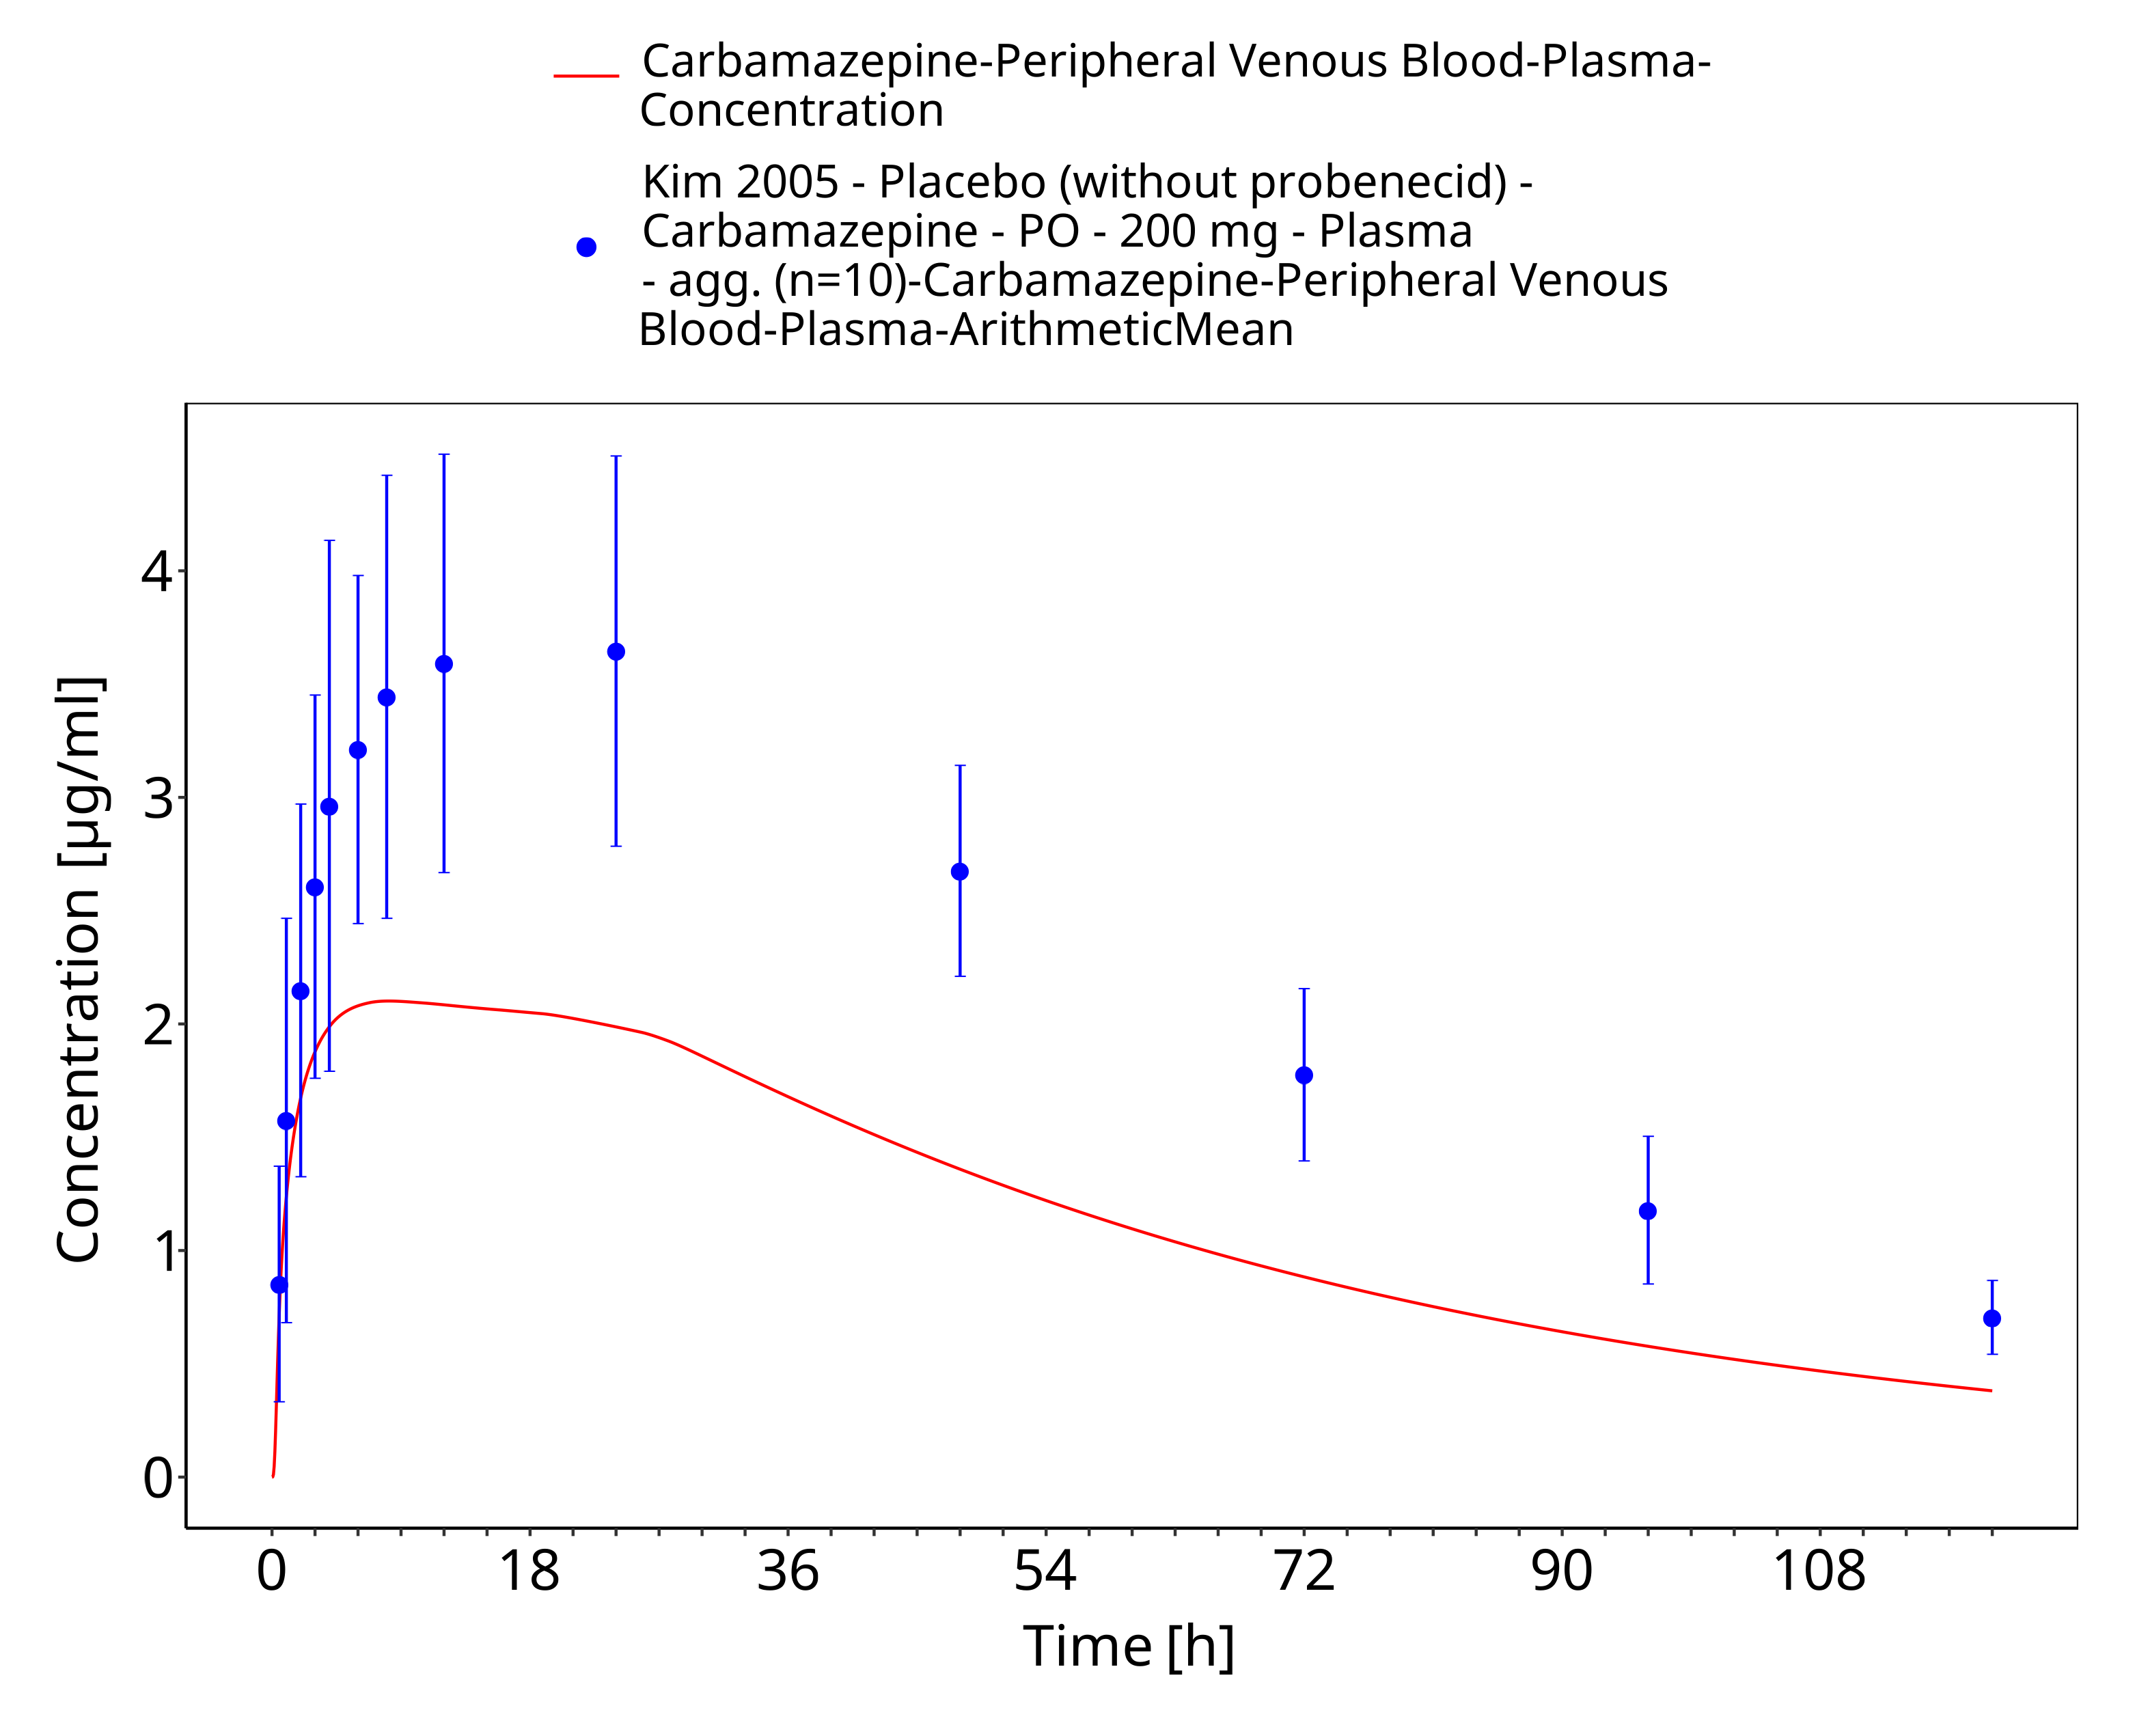 Carbamazepine-Peripheral Venous Blood-Plasma-
Concentration
Kim 2005 - Placebo (without probenecid) -
Carbamazepine - PO - 200 mg - Plasma
- agg. (n=10)-Carbamazepine-Peripheral Venous
Blood-Plasma-ArithmeticMean
Concentration [µg/ml]
4
3
2
1
0
0 18 36 54 72 90 108
Time [h]